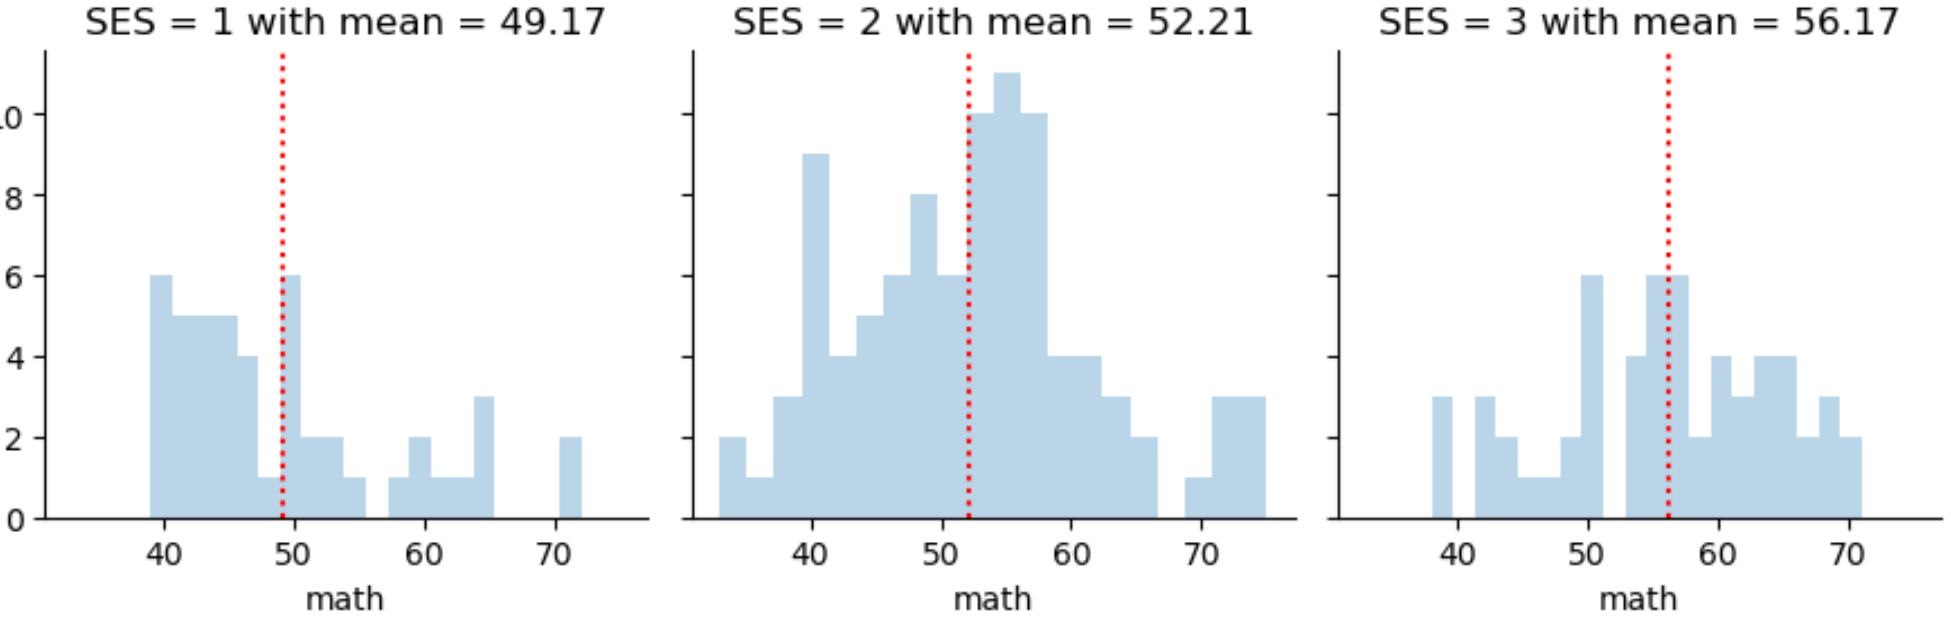 SES = 1 with mean = 49.17
SES = 2 with mean = 52.21
SES = 3 with mean = 56.17
10
8
6
4
2
0
40 50 60 70
40 50 60 70
40 50 60 70
math
math
math